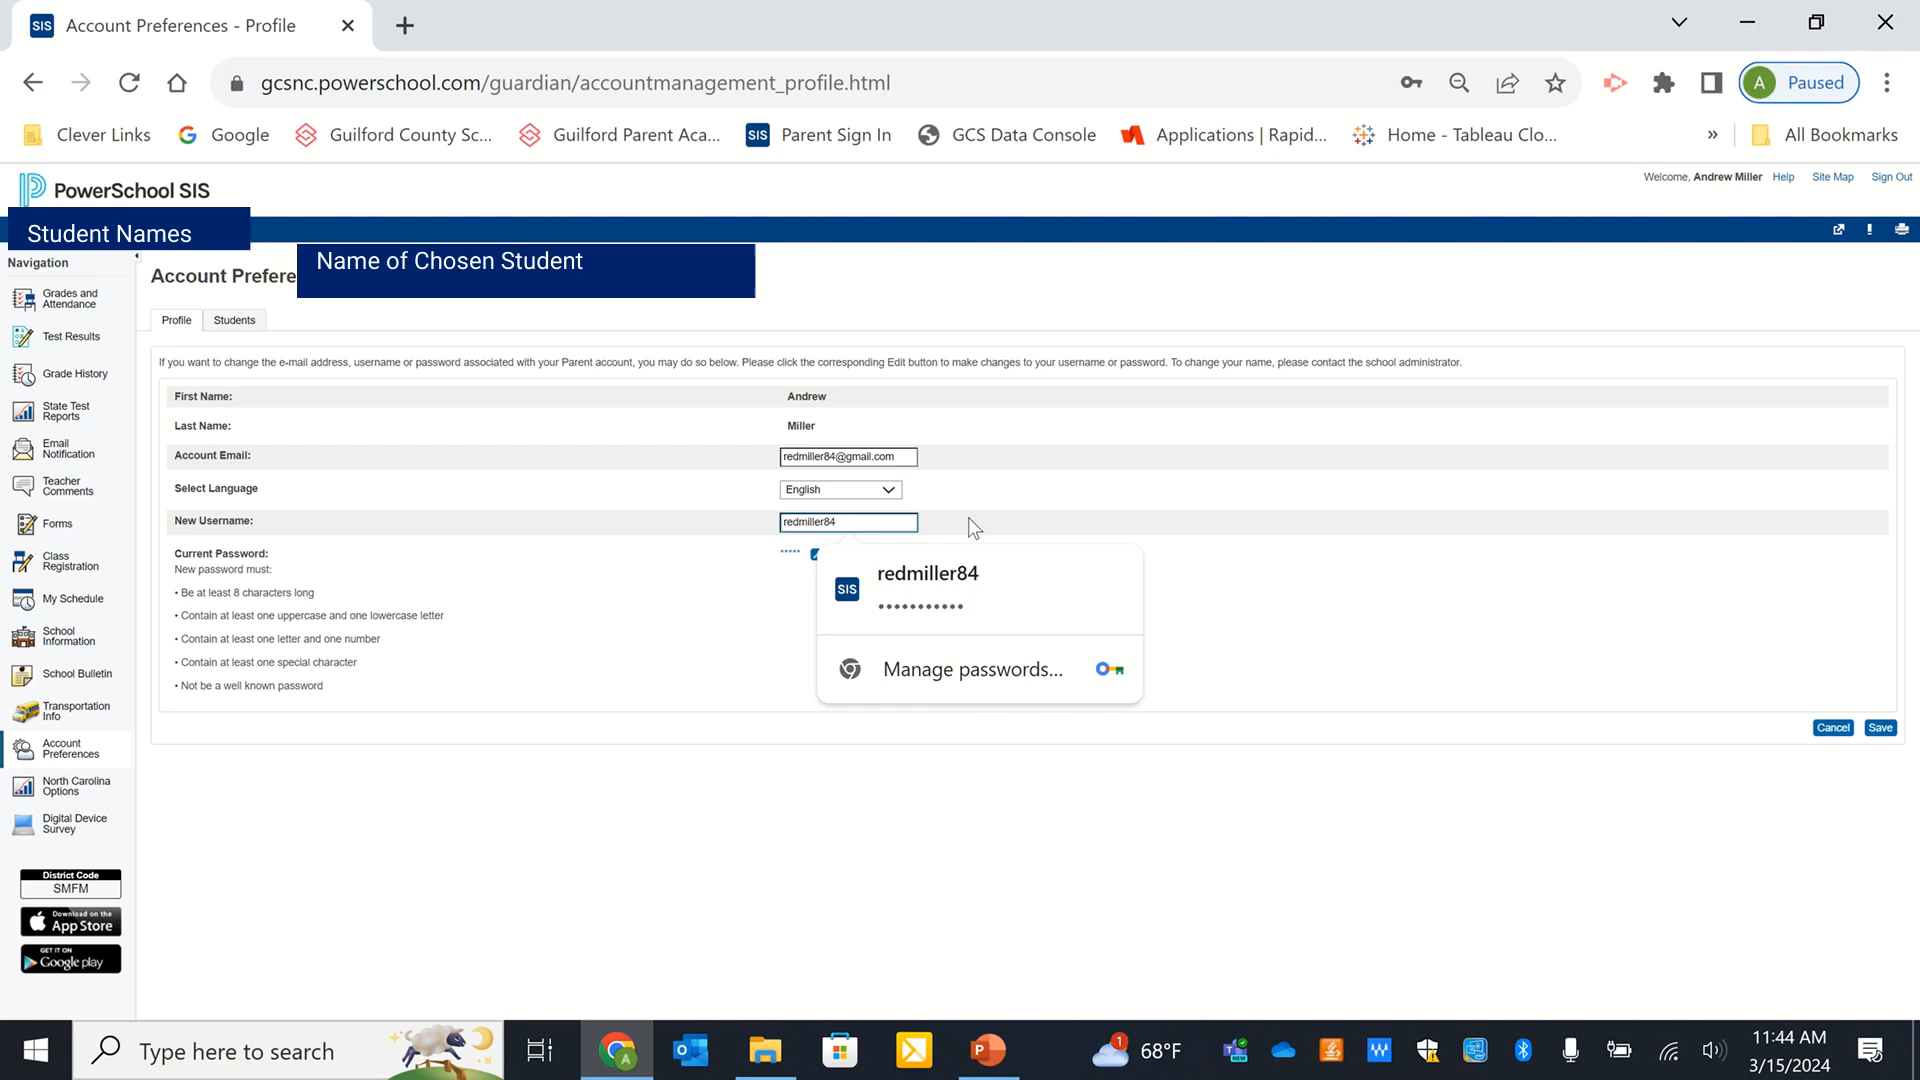 SIS Account Preferences - Profile
gcsnc.powerschool.com/guardian/accountmanagement_profile.html
A Paused
Clever Links
Google
Guilford County Sc...
Guilford Parent Aca...
SIS Parent Sign In
GCS Data Console
Applications | Rapid...
Home - Tableau Clo...
»
All Bookmarks
PowerSchool SIS
Welcome, Andrew Miller Help Site Map Sign Out
Student Names
Name of Chosen Student
Navigation
Grades and
Attendance
Test Results
Grade History
State Test
Reports
Email
Notification
Teacher
Comments
Forms
Class
Registration
My Schedule
School
Information
School Bulletin
Transportation
Info
Account
Preferences
North Carolina
Options
Digital Device
Survey
District Code
SMFM
Download on the
App Store
GET IT ON
Google play
Account Prefere
Profile Students
If you want to change the e-mail address, username or password associated with your Parent account, you may do so below. Please click the corresponding Edit button to make changes to your username or password. To change your name, please contact the school administrator.
First Name: Andrew
Last Name: Miller
Account Email: redmiller84@gmail.com
Select Language English
New Username: redmiller84
Current Password: *****
New password must:
• Be at least 8 characters long
• Contain at least one uppercase and one lowercase letter
• Contain at least one letter and one number
• Contain at least one special character
• Not be a well known password
SIS redmiller84
•••••••••••
Manage passwords...
Cancel Save
Type here to search
A
1 68°F
NEW
11:44 AM
3/15/2024